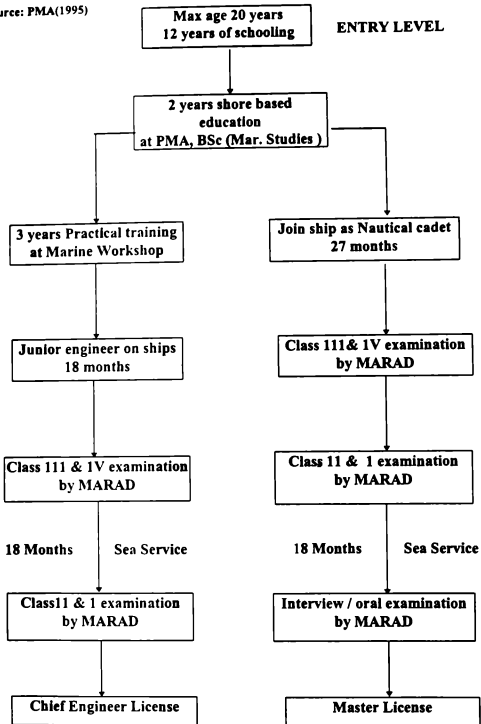 urce: PMA(1995)
Max age 20 years
12 years of schooling
ENTRY LEVEL
2 years shore based
education
at PMA, BSc (Mar. Studies )
3 years Practical training
at Marine Workshop
Join ship as Nautical cadet
27 months
Junior engineer on ships
18 months
Class 111& 1V examination
by MARAD
Class 111 & 1V examination
by MARAD
Class 11 & 1 examination
by MARAD
18 Months Sea Service
18 Months Sea Service
Class11 & 1 examination
by MARAD
Interview / oral examination
by MARAD
Chief Engineer License
Master License